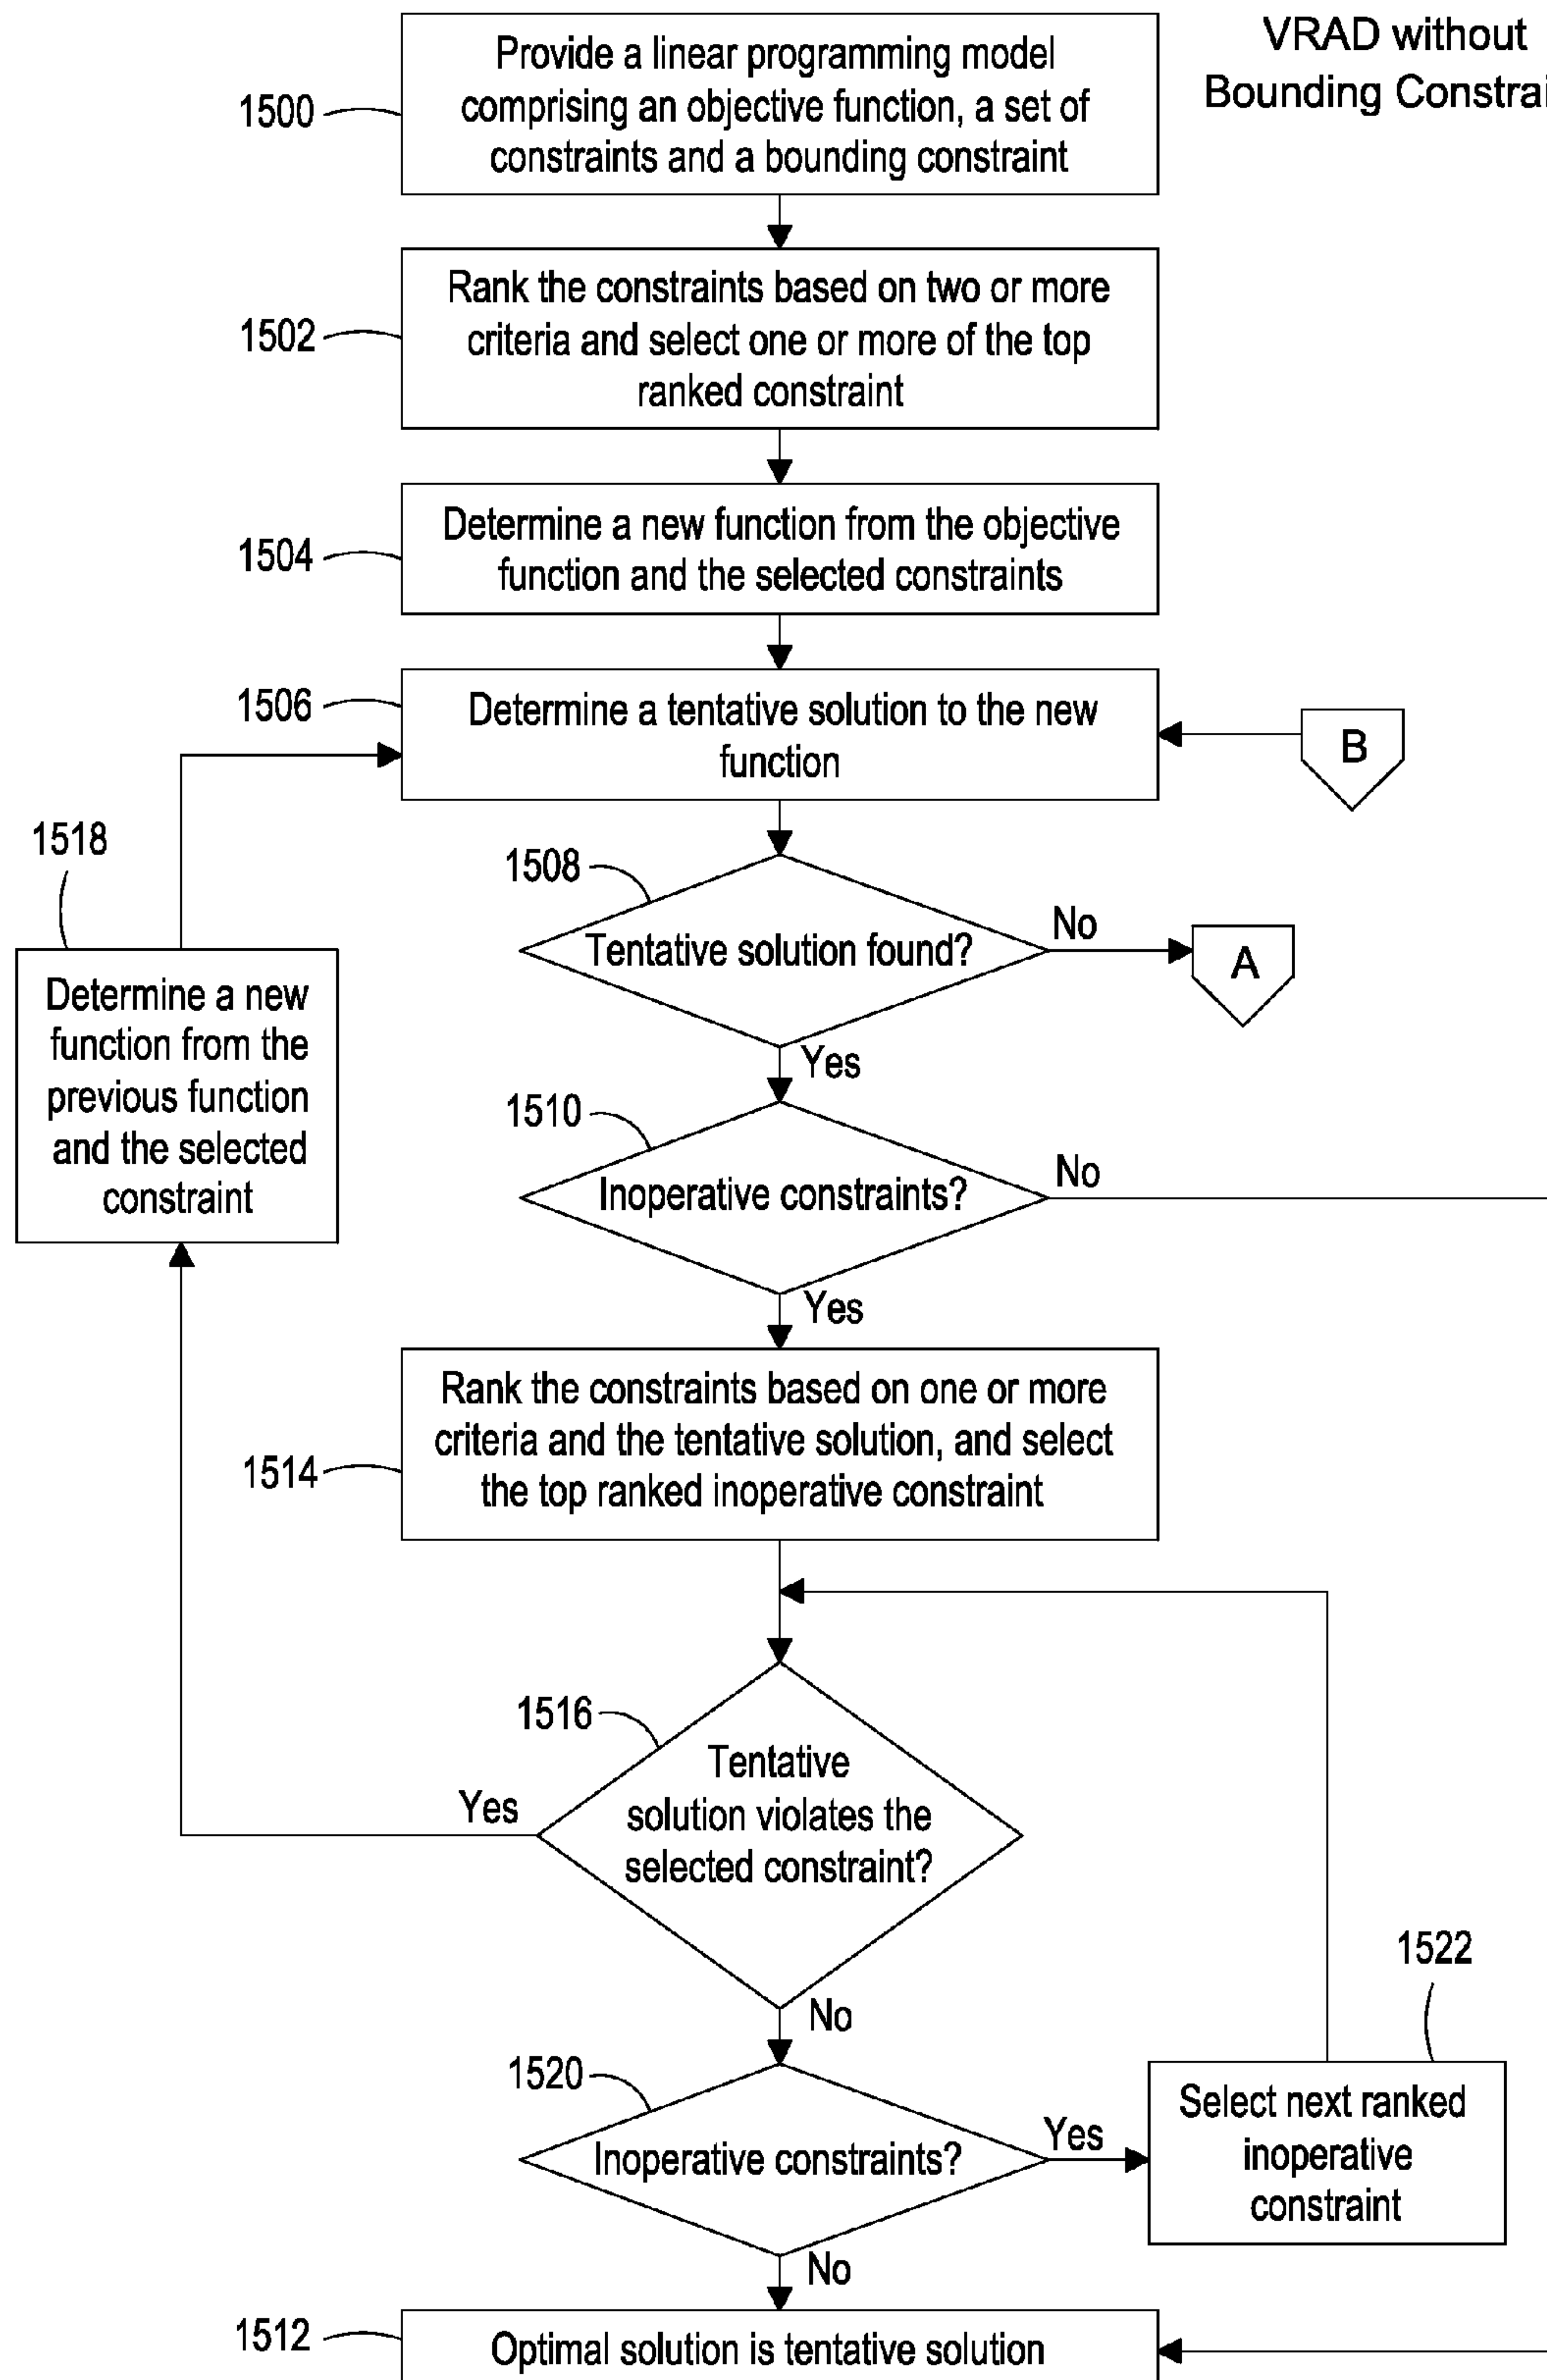 VRAD without
Bounding Constrai
1500
Provide a linear programming model
comprising an objective function, a set of
constraints and a bounding constraint
1502
Rank the constraints based on two or more
criteria and select one or more of the top
ranked constraint
1504
Determine a new function from the objective
function and the selected constraints
1506
Determine a tentative solution to the new
function
B
1508
Tentative solution found?
No
A
Yes
1518
Determine a new
function from the
previous function
and the selected
constraint
1510
Inoperative constraints?
No
Yes
1514
Rank the constraints based on one or more
criteria and the tentative solution, and select
the top ranked inoperative constraint
1516
Tentative
solution violates the
selected constraint?
Yes
No
1520
Inoperative constraints?
Yes
1522
Select next ranked
inoperative
constraint
No
1512
Optimal solution is tentative solution